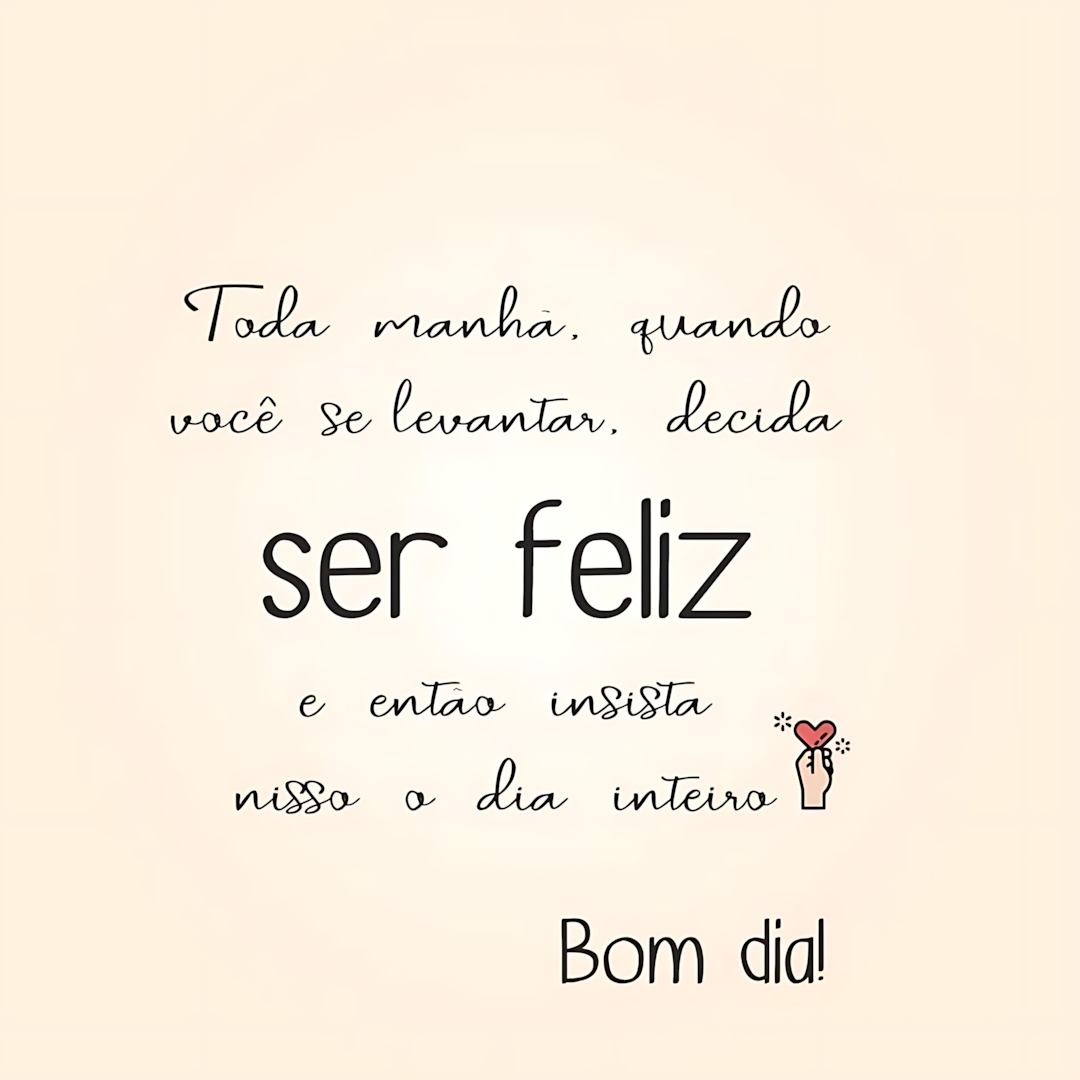 Toda manhã, quando
você se levantar, decida
ser feliz
e então insista
nisso o dia inteiro
Bom dia!